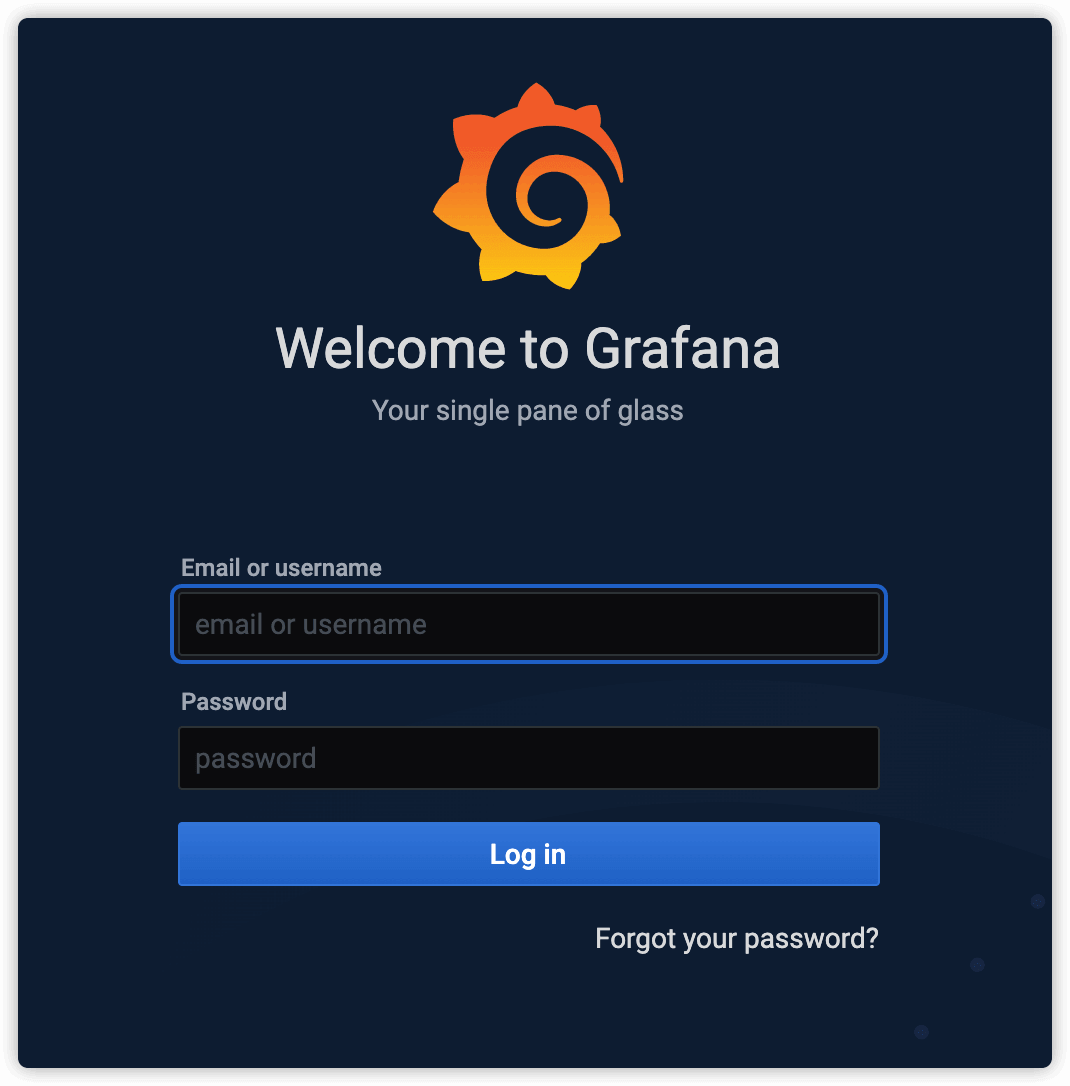 Welcome to Grafana
Your single pane of glass
Email or username
email or username
Password
password
Log in
Forgot your password?